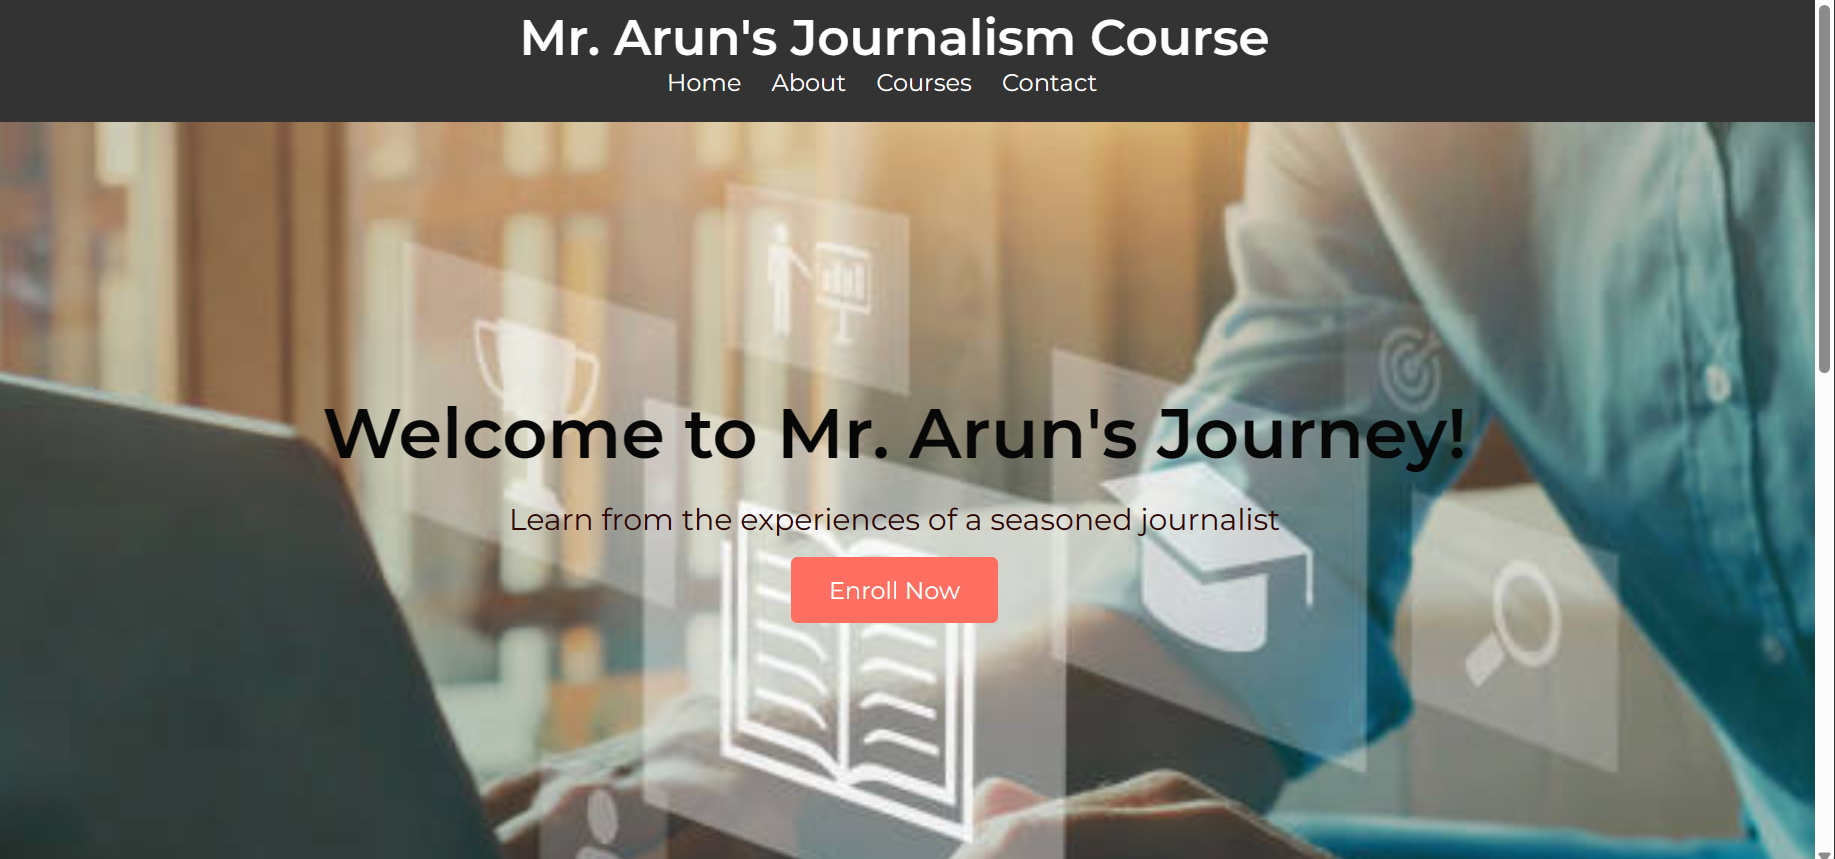 Mr. Arun's Journalism Course
Home About Courses Contact
Welcome to Mr. Arun's Journey!
Learn from the experiences of a seasoned journalist
Enroll Now